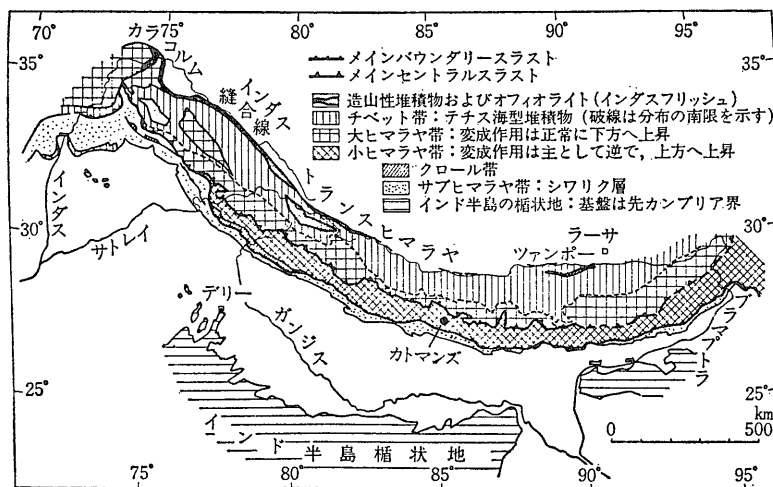 70°
75°
80°
85°
90°
95°
35°
35°
カラコルム
インダス
縫合線
メインバウンダリースラスト
メインセントラルスラスト
造山性堆積物およびオフィオライト(インダスフリッシュ)
チベット帯:テチス海型堆積物(破線は分布の南限を示す)
大ヒマラヤ帯:変成作用は正常に下方へ上昇
小ヒマラヤ帯:変成作用は主として逆で,上方へ上昇
クロール帯
サブヒマラヤ帯:シワリク層
インド半島の楯状地:基盤は先カンブリア界
インダス
トランスヒマラヤ
30°
30°
ラーサ
ツァンポー
サトレイ
デリー
ガンジス
カトマンズ
ブラマプトラ
25°
25°
km
0
500
インド半島楯状地
75°
80°
85°
90°
95°